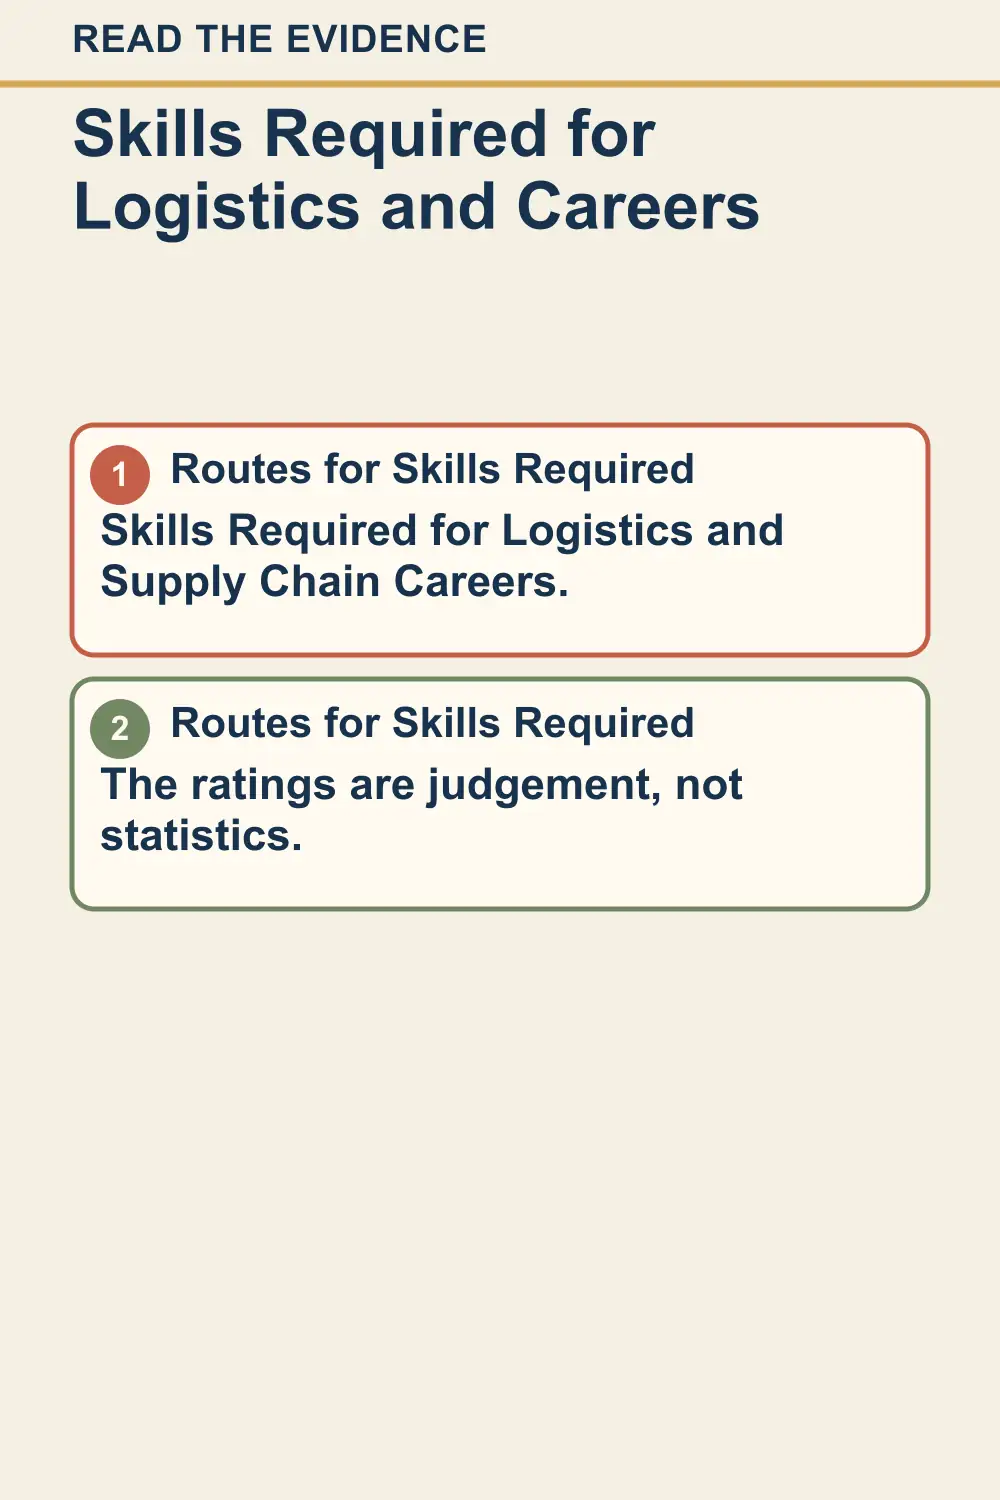 READ THE EVIDENCE
Skills Required for
Logistics and Careers
1 Routes for Skills Required
Skills Required for Logistics and
Supply Chain Careers.
2 Routes for Skills Required
The ratings are judgement, not
statistics.